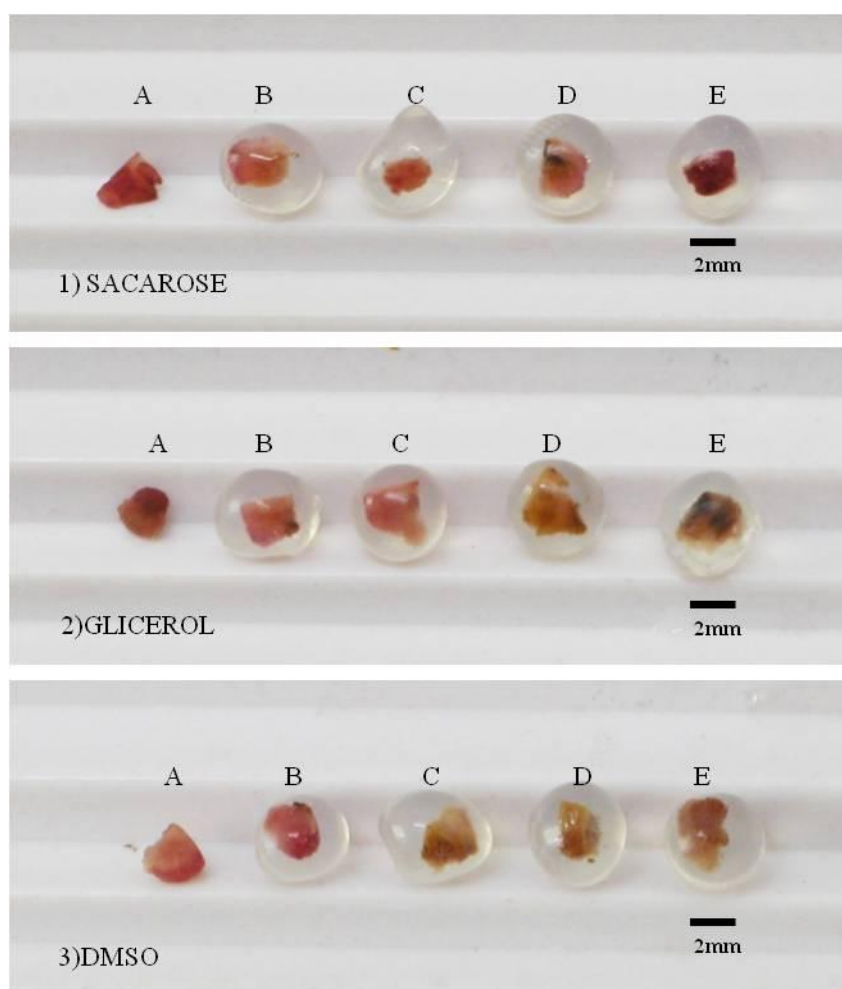 A B C D E
2mm
1) SACAROSE
A B C D E
2mm
2)GLICEROL
A B C D E
2mm
3)DMSO